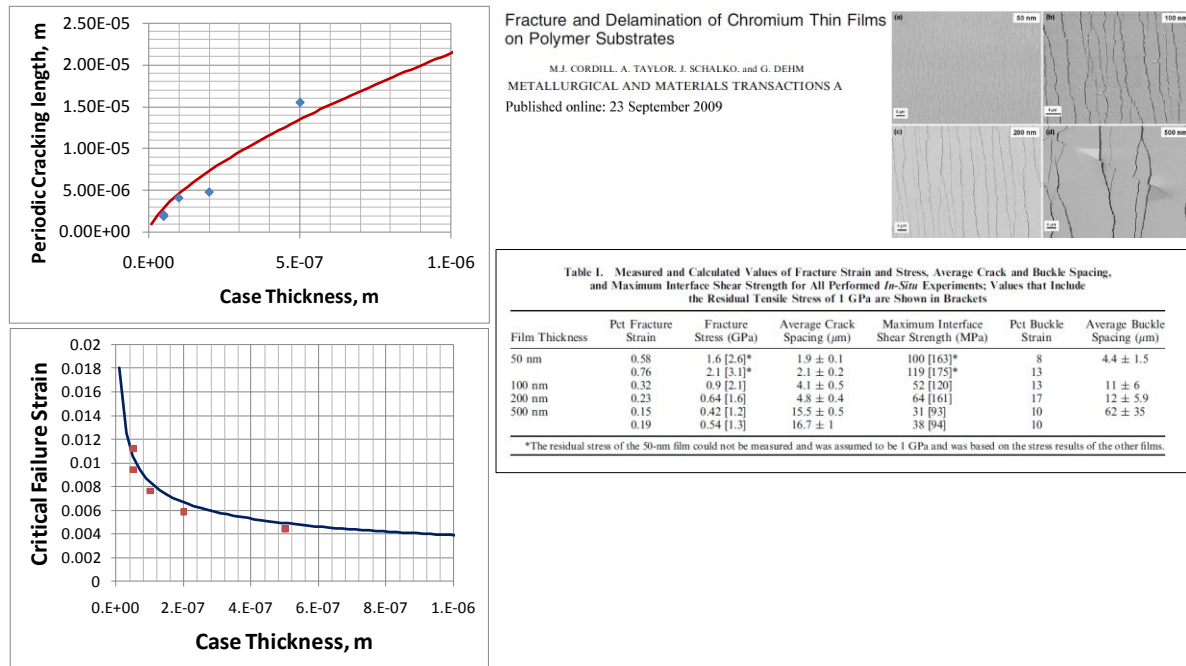 Periodic Cracking length, m
2.50E-05
2.00E-05
1.50E-05
1.00E-05
5.00E-06
0.00E+00
0.E+00 5.E-07 1.E-06
Case Thickness, m
Fracture and Delamination of Chromium Thin Films
on Polymer Substrates
M.J. CORDILL. A. TAYLOR. J. SCHALKO. and G. DEHM
METALLURGICAL AND MATERIALS TRANSACTIONS A
Published online: 23 September 2009
(a) 50 nm
(b) 100 nm
(c) 200 nm
(d) 500 nm
Critical Failure Strain
0.02
0.018
0.016
0.014
0.012
0.01
0.008
0.006
0.004
0.002
0
0.E+00 2.E-07 4.E-07 6.E-07 8.E-07 1.E-06
Case Thickness, m
Table I. Measured and Calculated Values of Fracture Strain and Stress, Average Crack and Buckle Spacing,
and Maximum Interface Shear Strength for All Performed In-Situ Experiments; Values that Include
the Residual Tensile Stress of 1 GPa are Shown in Brackets
Pct Fracture Fracture Average Crack Maximum Interface Pct Buckle Average Buckle
Film Thickness Strain Stress (GPa) Spacing (μm) Shear Strength (MPa) Strain Spacing (μm)
50 nm 0.58 1.6 [2.6]* 1.9 ± 0.1 100 [163]* 8 4.4 ± 1.5
0.76 2.1 [3.1]* 2.1 ± 0.2 119 [175]* 13
100 nm 0.32 0.9 [2.1] 4.1 ± 0.5 52 [120] 13 11 ± 6
200 nm 0.23 0.64 [1.6] 4.8 ± 0.4 64 [161] 17 12 ± 5.9
500 nm 0.15 0.42 [1.2] 15.5 ± 0.5 31 [93] 10 62 ± 35
0.19 0.54 [1.3] 16.7 ± 1 38 [94] 10
*The residual stress of the 50-nm film could not be measured and was assumed to be 1 GPa and was based on the stress results of the other films.